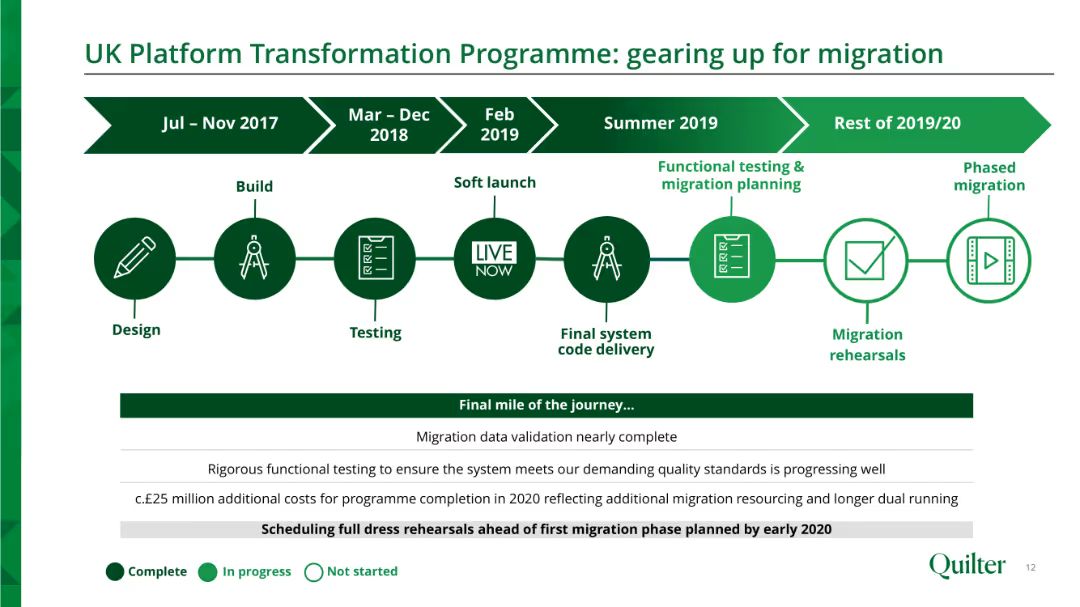 UK Platform Transformation Programme: gearing up for migration
Jul – Nov 2017
Mar – Dec
2018
Feb
2019
Summer 2019
Rest of 2019/20
Build
Soft launch
Functional testing &
migration planning
Phased
migration
LIVE
NOW
Design
Testing
Final system
code delivery
Migration
rehearsals
Final mile of the journey...
Migration data validation nearly complete
Rigorous functional testing to ensure the system meets our demanding quality standards is progressing well
c.£25 million additional costs for programme completion in 2020 reflecting additional migration resourcing and longer dual running
Scheduling full dress rehearsals ahead of first migration phase planned by early 2020
Complete
In progress
Not started
Quilter
12